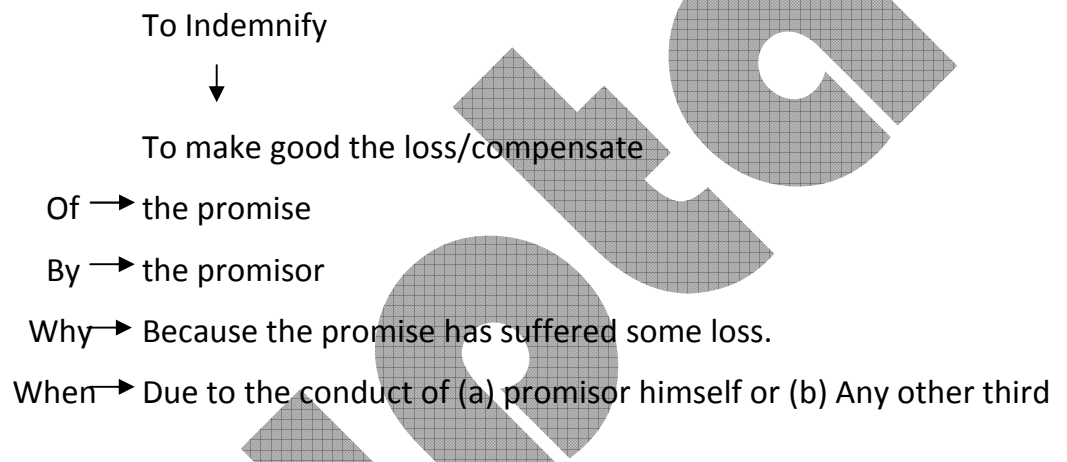 To Indemnify
↓
To make good the loss/compensate
Of → the promise
By → the promisor
Why → Because the promise has suffered some loss.
When → Due to the conduct of (a) promisor himself or (b) Any other third